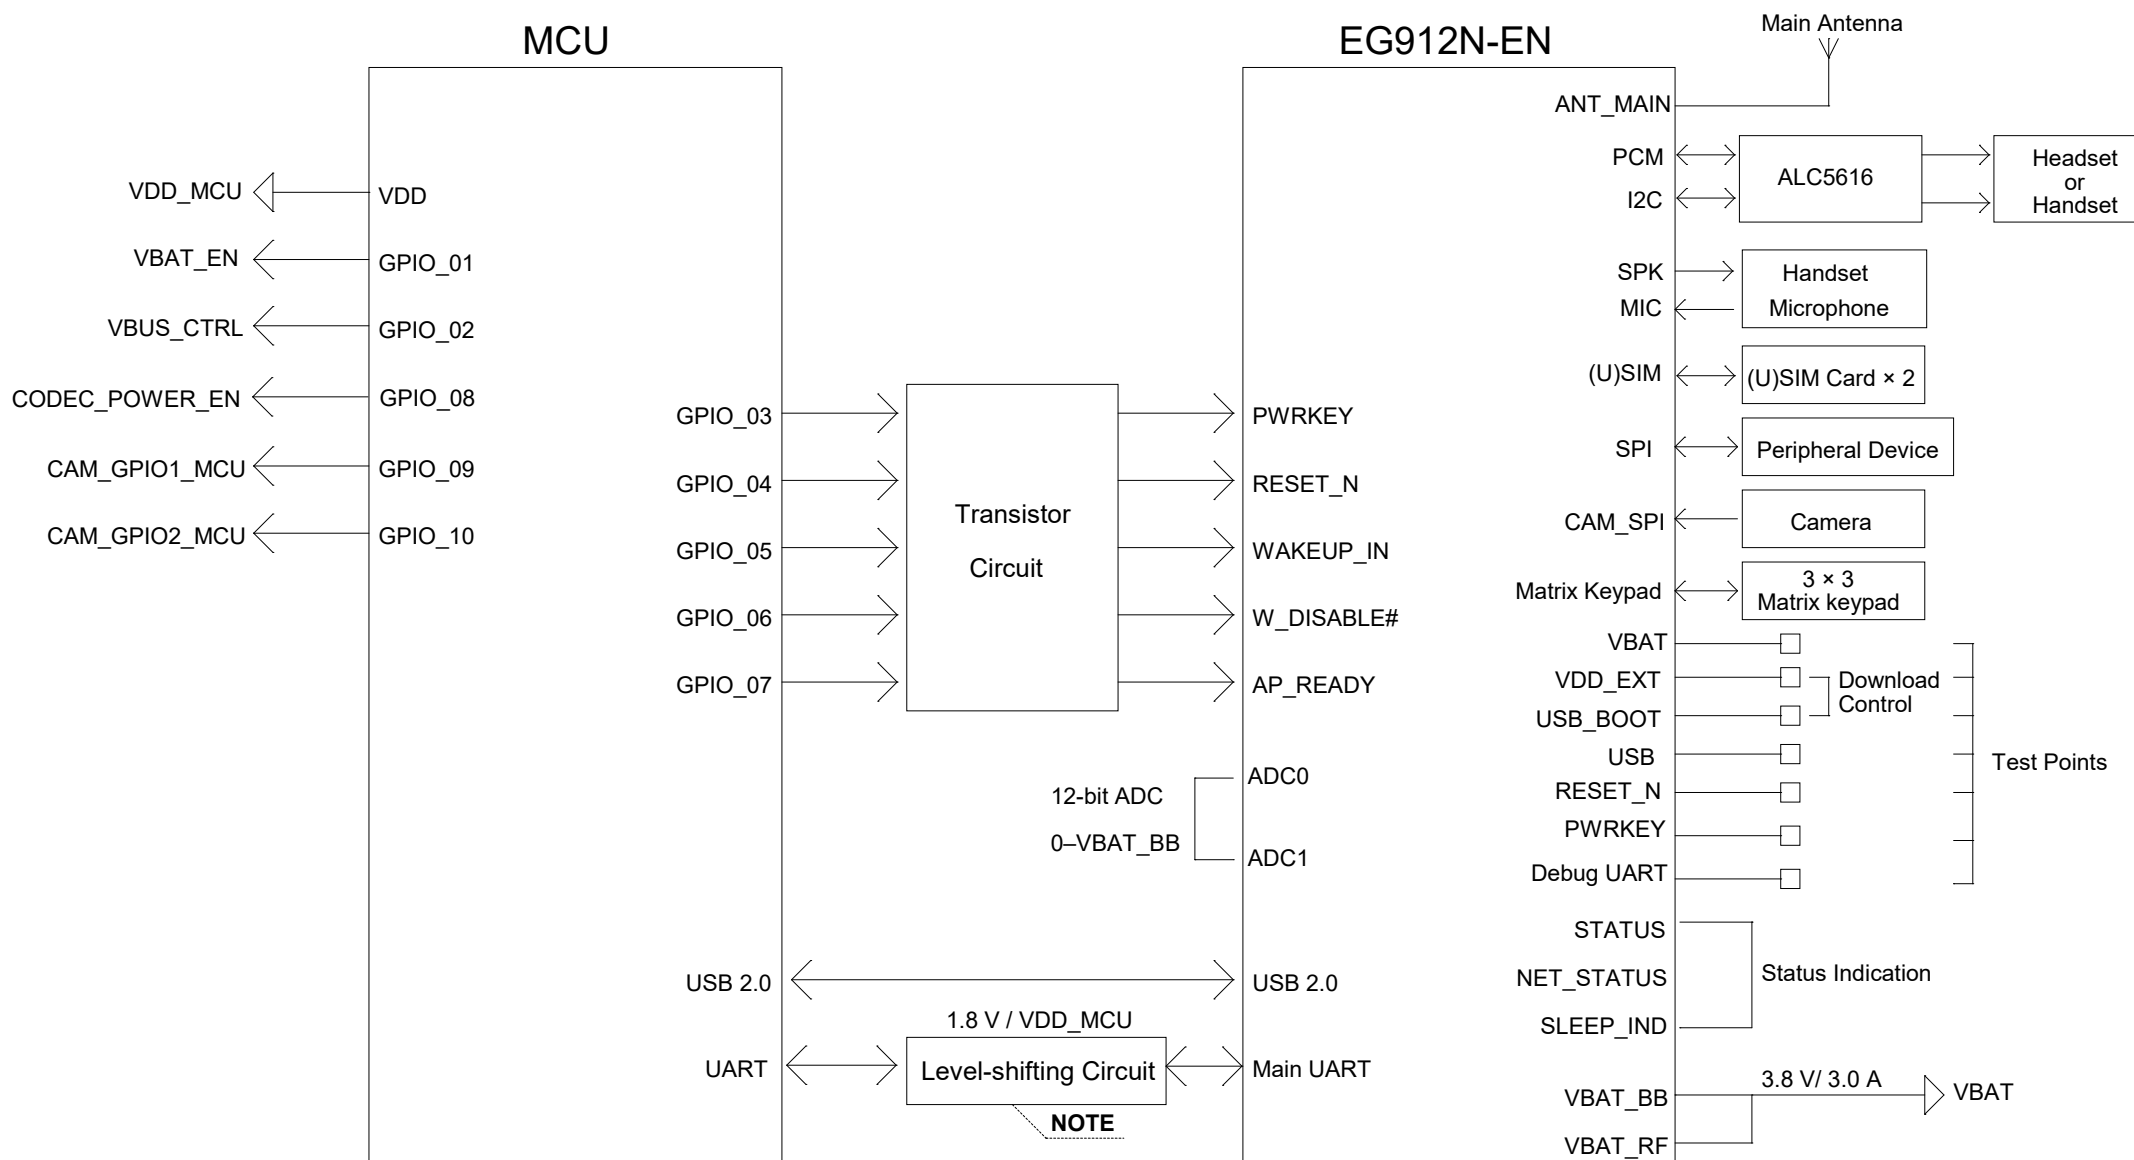 MCU
EG912N-EN
Main Antenna
VDD_MCU
VDD
VBAT_EN
GPIO_01
VBUS_CTRL
GPIO_02
CODEC_POWER_EN
GPIO_08
CAM_GPIO1_MCU
GPIO_09
CAM_GPIO2_MCU
GPIO_10
GPIO_03
GPIO_04
GPIO_05
GPIO_06
GPIO_07
Transistor
Circuit
PWRKEY
RESET_N
WAKEUP_IN
W_DISABLE#
AP_READY
12-bit ADC
0–VBAT_BB
ADC0
ADC1
USB 2.0
USB 2.0
1.8 V / VDD_MCU
UART
Level-shifting Circuit
Main UART
NOTE
ANT_MAIN
PCM
I2C
ALC5616
Headset
or
Handset
SPK
MIC
Handset
Microphone
(U)SIM
(U)SIM Card × 2
SPI
Peripheral Device
CAM_SPI
Camera
Matrix Keypad
3 × 3
Matrix keypad
VBAT
VDD_EXT
USB_BOOT
Download
Control
USB
RESET_N
PWRKEY
Debug UART
Test Points
STATUS
NET_STATUS
SLEEP_IND
Status Indication
VBAT_BB
3.8 V/ 3.0 A
VBAT
VBAT_RF